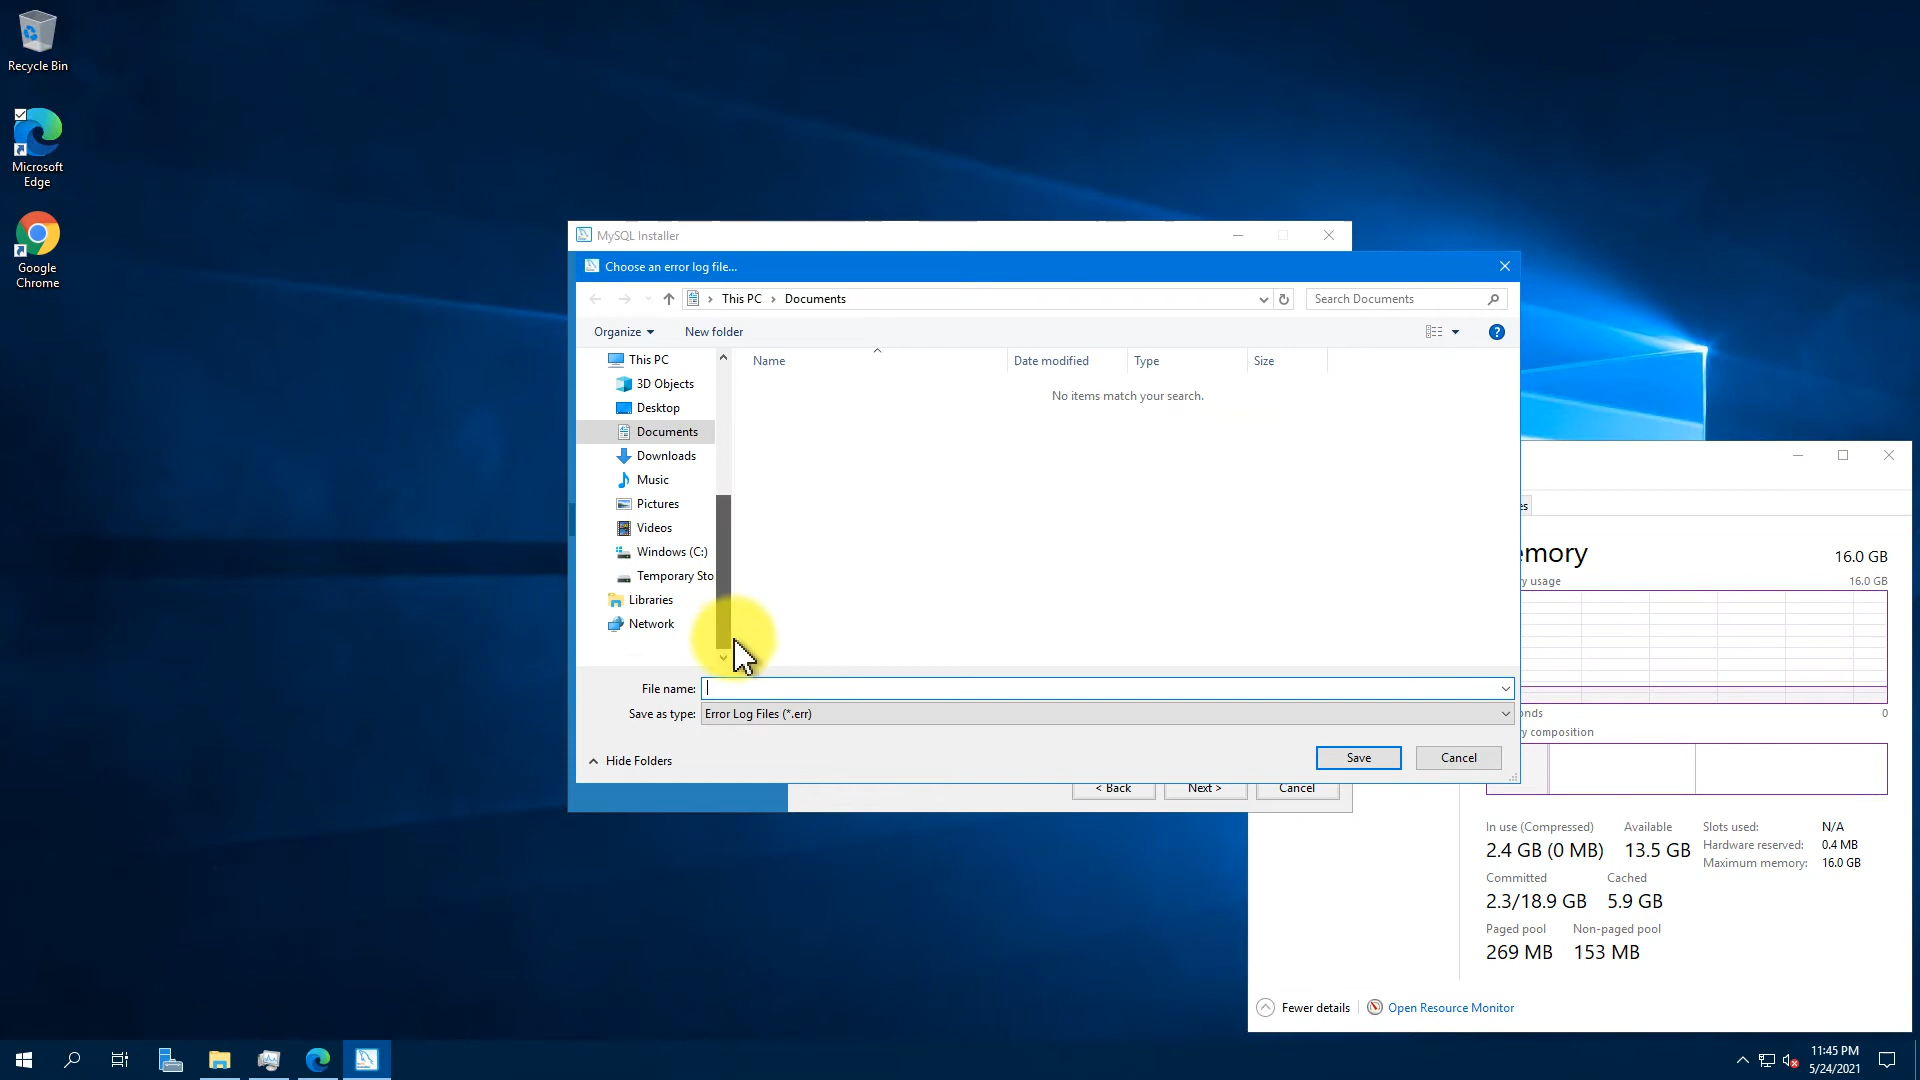 Recycle Bin
Microsoft
Edge
Google
Chrome
MySQL Installer
Choose an error log file...
This PC > Documents
Search Documents
Organize
New folder
Name
Date modified
Type
Size
No items match your search.
This PC
3D Objects
Desktop
Documents
Downloads
Music
Pictures
Videos
Windows (C:)
Temporary Sto
Libraries
Network
File name:
Save as type:
Error Log Files (*.err)
Hide Folders
Save
Cancel
< Back
Next >
Cancel
es
emory
16.0 GB
y usage
16.0 GB
onds
0
y composition
In use (Compressed)
Available
2.4 GB (0 MB)
13.5 GB
Slots used:
N/A
Hardware reserved:
0.4 MB
Maximum memory:
16.0 GB
Committed
Cached
2.3/18.9 GB
5.9 GB
Paged pool
Non-paged pool
269 MB
153 MB
Fewer details
Open Resource Monitor
11:45 PM
5/24/2021